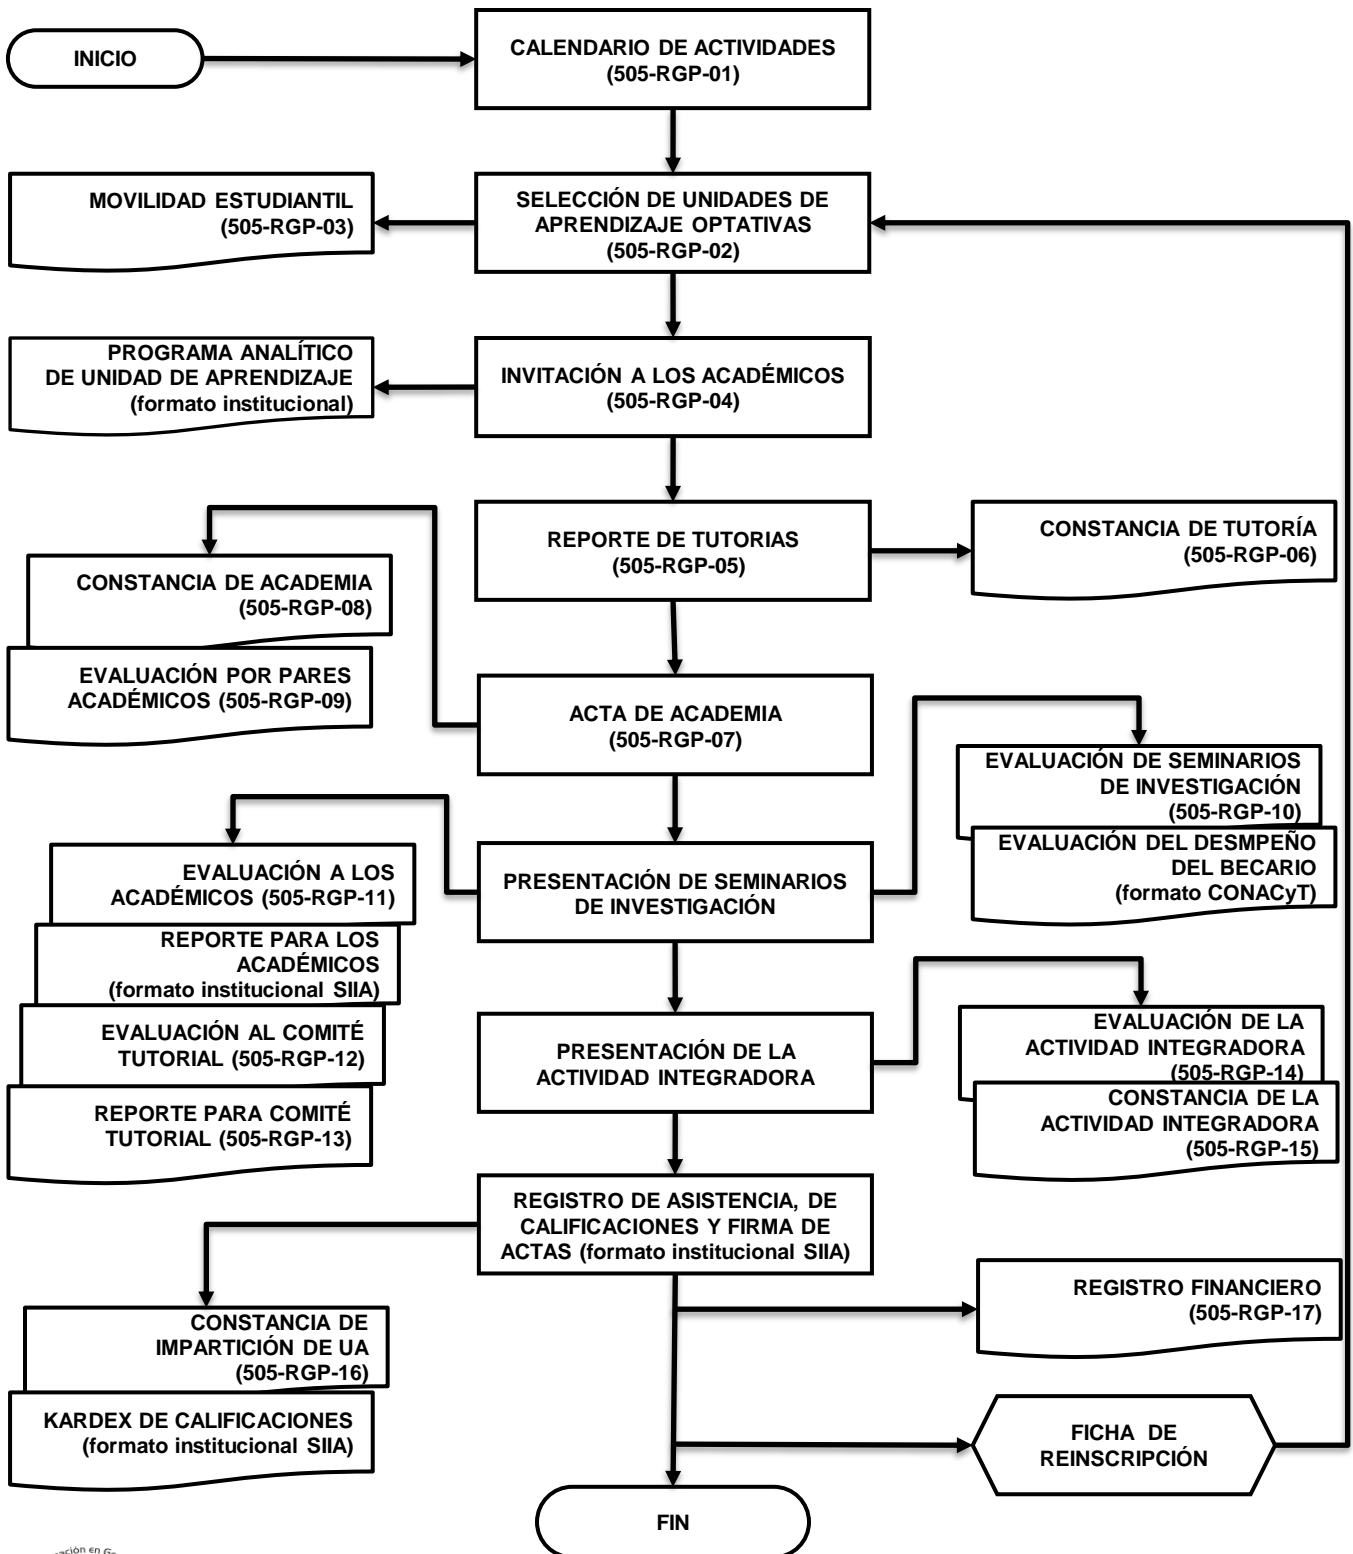 INICIO
CALENDARIO DE ACTIVIDADES
(505-RGP-01)
MOVILIDAD ESTUDIANTIL
(505-RGP-03)
SELECCIÓN DE UNIDADES DE
APRENDIZAJE OPTATIVAS
(505-RGP-02)
PROGRAMA ANALÍTICO
DE UNIDAD DE APRENDIZAJE
(formato institucional)
INVITACIÓN A LOS ACADÉMICOS
(505-RGP-04)
REPORTE DE TUTORIAS
(505-RGP-05)
CONSTANCIA DE TUTORÍA
(505-RGP-06)
CONSTANCIA DE ACADEMIA
(505-RGP-08)
EVALUACIÓN POR PARES
ACADÉMICOS (505-RGP-09)
ACTA DE ACADEMIA
(505-RGP-07)
EVALUACIÓN DE SEMINARIOS
DE INVESTIGACIÓN
(505-RGP-10)
EVALUACIÓN DEL DESMPEÑO
DEL BECARIO
(formato CONACyT)
EVALUACIÓN A LOS
ACADÉMICOS (505-RGP-11)
PRESENTACIÓN DE SEMINARIOS
DE INVESTIGACIÓN
REPORTE PARA LOS
ACADÉMICOS
(formato institucional SIIA)
EVALUACIÓN AL COMITÉ
TUTORIAL (505-RGP-12)
REPORTE PARA COMITÉ
TUTORIAL (505-RGP-13)
PRESENTACIÓN DE LA
ACTIVIDAD INTEGRADORA
EVALUACIÓN DE LA
ACTIVIDAD INTEGRADORA
(505-RGP-14)
CONSTANCIA DE LA
ACTIVIDAD INTEGRADORA
(505-RGP-15)
REGISTRO DE ASISTENCIA, DE
CALIFICACIONES Y FIRMA DE
ACTAS (formato institucional SIIA)
REGISTRO FINANCIERO
(505-RGP-17)
CONSTANCIA DE
IMPARTICIÓN DE UA
(505-RGP-16)
KARDEX DE CALIFICACIONES
(formato institucional SIIA)
FICHA DE
REINSCRIPCIÓN
FIN